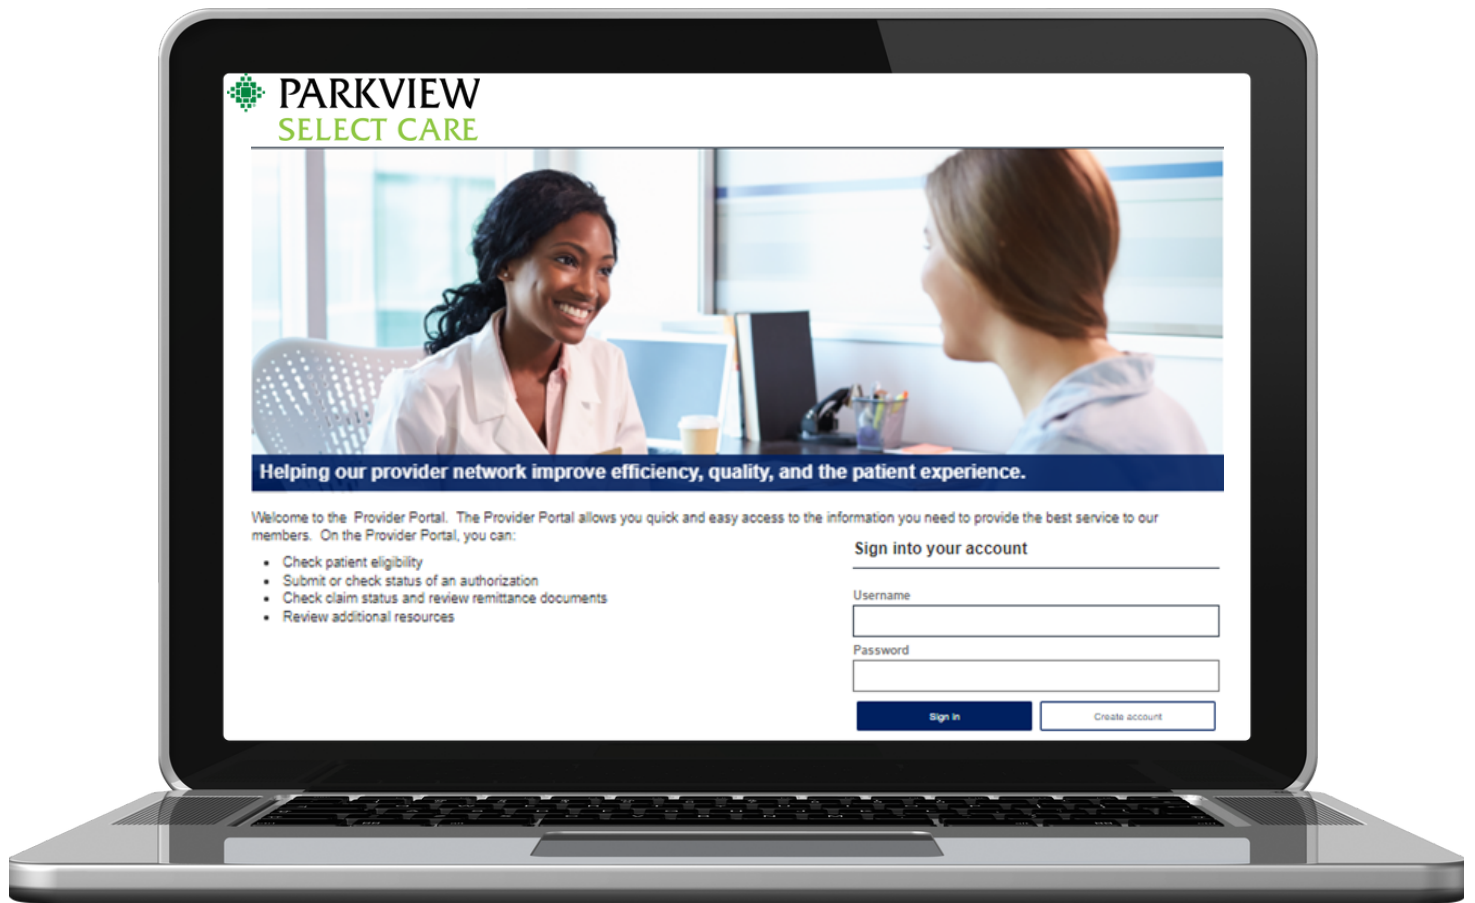 PARKVIEW
SELECT CARE
Helping our provider network improve efficiency, quality, and the patient experience.
Welcome to the  Provider Portal.  The Provider Portal allows you quick and easy access to the information you need to provide the best service to our
members.  On the Provider Portal, you can:
• Check patient eligibility
• Submit or check status of an authorization
• Check claim status and review remittance documents
• Review additional resources
Sign into your account
Username
Password
Sign in
Create account